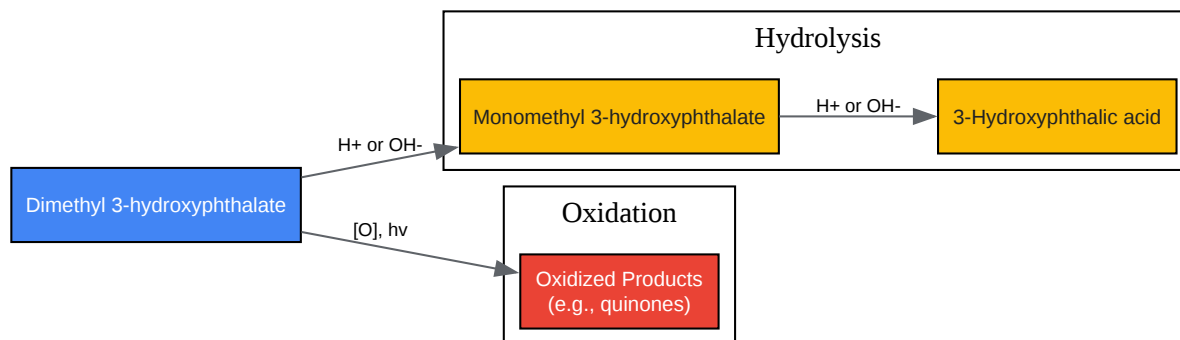 Hydrolysis
Monomethyl 3-hydroxyphthalate
H+ or OH-
3-Hydroxyphthalic acid
H+ or OH-
Dimethyl 3-hydroxyphthalate
[O], hv
Oxidation
Oxidized Products
(e.g., quinones)